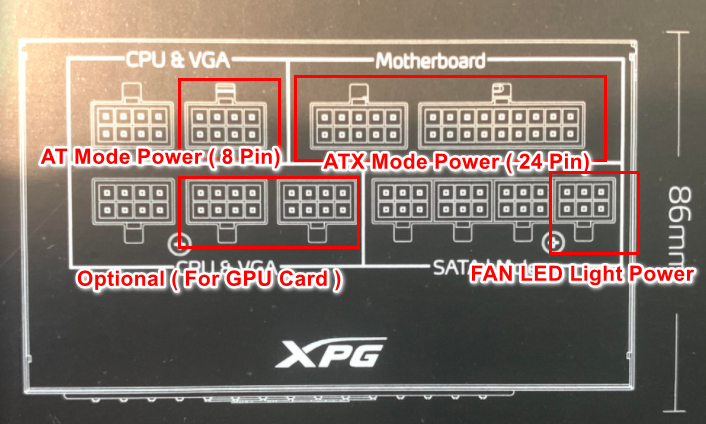 CPU & VGA
Motherboard
AT Mode Power ( 8 Pin)
ATX Mode Power ( 24 Pin)
86mm
CPU & VGA
SATA
Optional ( For GPU Card )
FAN LED Light Power
XPG